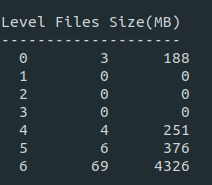 Level Files Size(MB)
--------------------
0 3 188
1 0 0
2 0 0
3 0 0
4 4 251
5 6 376
6 69 4326